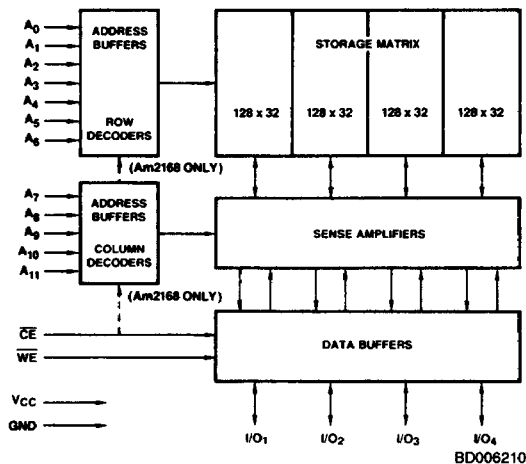 A0
A1
A2
A3
A4
A5
A6
ADDRESS
BUFFERS
ROW
DECODERS
STORAGE MATRIX
128 x 32
128 x 32
128 x 32
128 x 32
(Am2168 ONLY)
A7
A8
A9
A10
A11
ADDRESS
BUFFERS
COLUMN
DECODERS
SENSE AMPLIFIERS
(Am2168 ONLY)
CE
WE
DATA BUFFERS
VCC
GND
I/O1
I/O2
I/O3
I/O4
BD006210